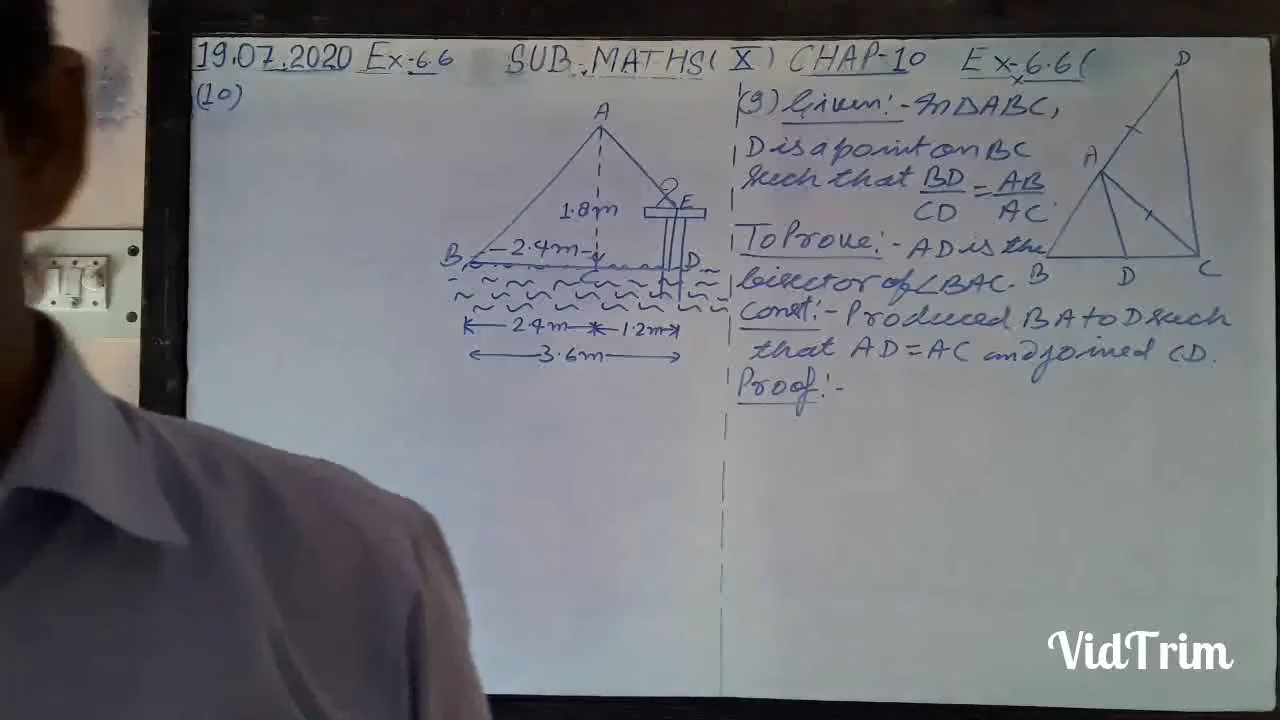 19.07.2020 Ex-6.6 SUB.MATHS(X) CHAP-10 Ex-6.6(
(10)
A
1.8m
E
B
2.4m
C
D
2.4m 1.2m
3.6m
(9) Given:- In ΔABC,
D is a point on BC
such that BD/CD = AB/AC.
To Prove:- AD is the
bisector of ∠BAC.
Const:- Produced BA to D such
that AD=AC and joined CD.
Proof:-
D
A
B
D
C
VidTrim